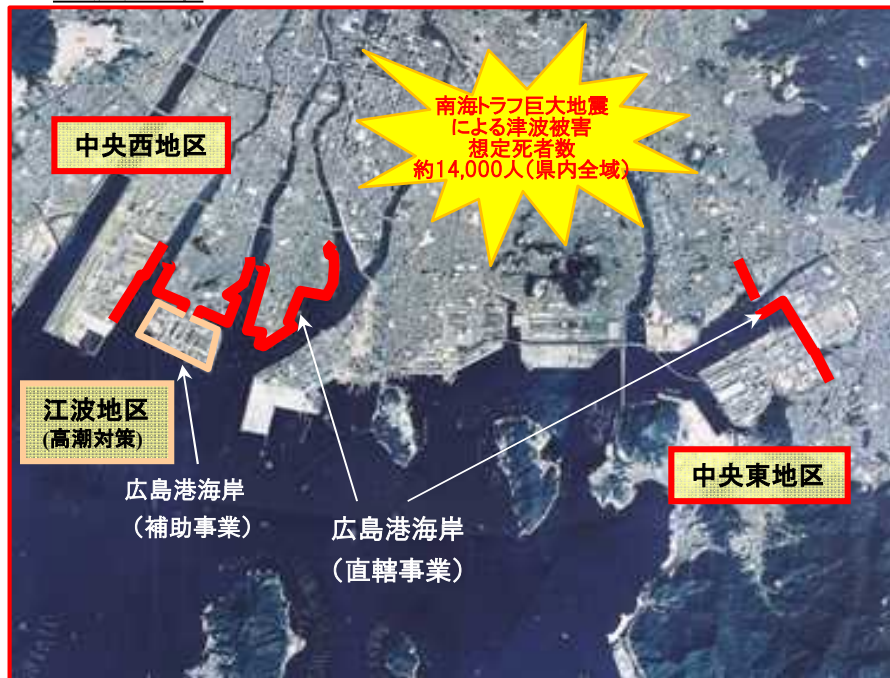 南海トラフ巨大地震
による津波被害
想定死者数
約14,000人(県内全域)
中央西地区
江波地区
(高潮対策)
中央東地区
広島港海岸
（補助事業）
広島港海岸
（直轄事業）